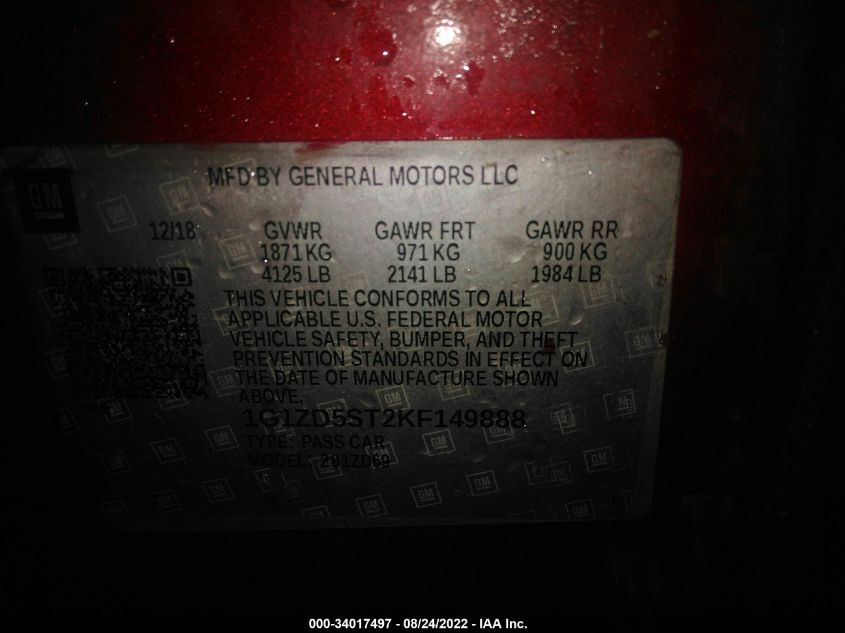 GM
MFD BY GENERAL MOTORS LLC
12/18 GVWR GAWR FRT GAWR RR
1871 KG 971 KG 900 KG
4125 LB 2141 LB 1984 LB
THIS VEHICLE CONFORMS TO ALL
APPLICABLE U.S. FEDERAL MOTOR
VEHICLE SAFETY, BUMPER, AND THEFT
PREVENTION STANDARDS IN EFFECT ON
THE DATE OF MANUFACTURE SHOWN
ABOVE.
1G1ZD5ST2KF149888
TYPE: PASS CAR
MODEL: 281ZD69
000-34017497 - 08/24/2022 - IAA Inc.